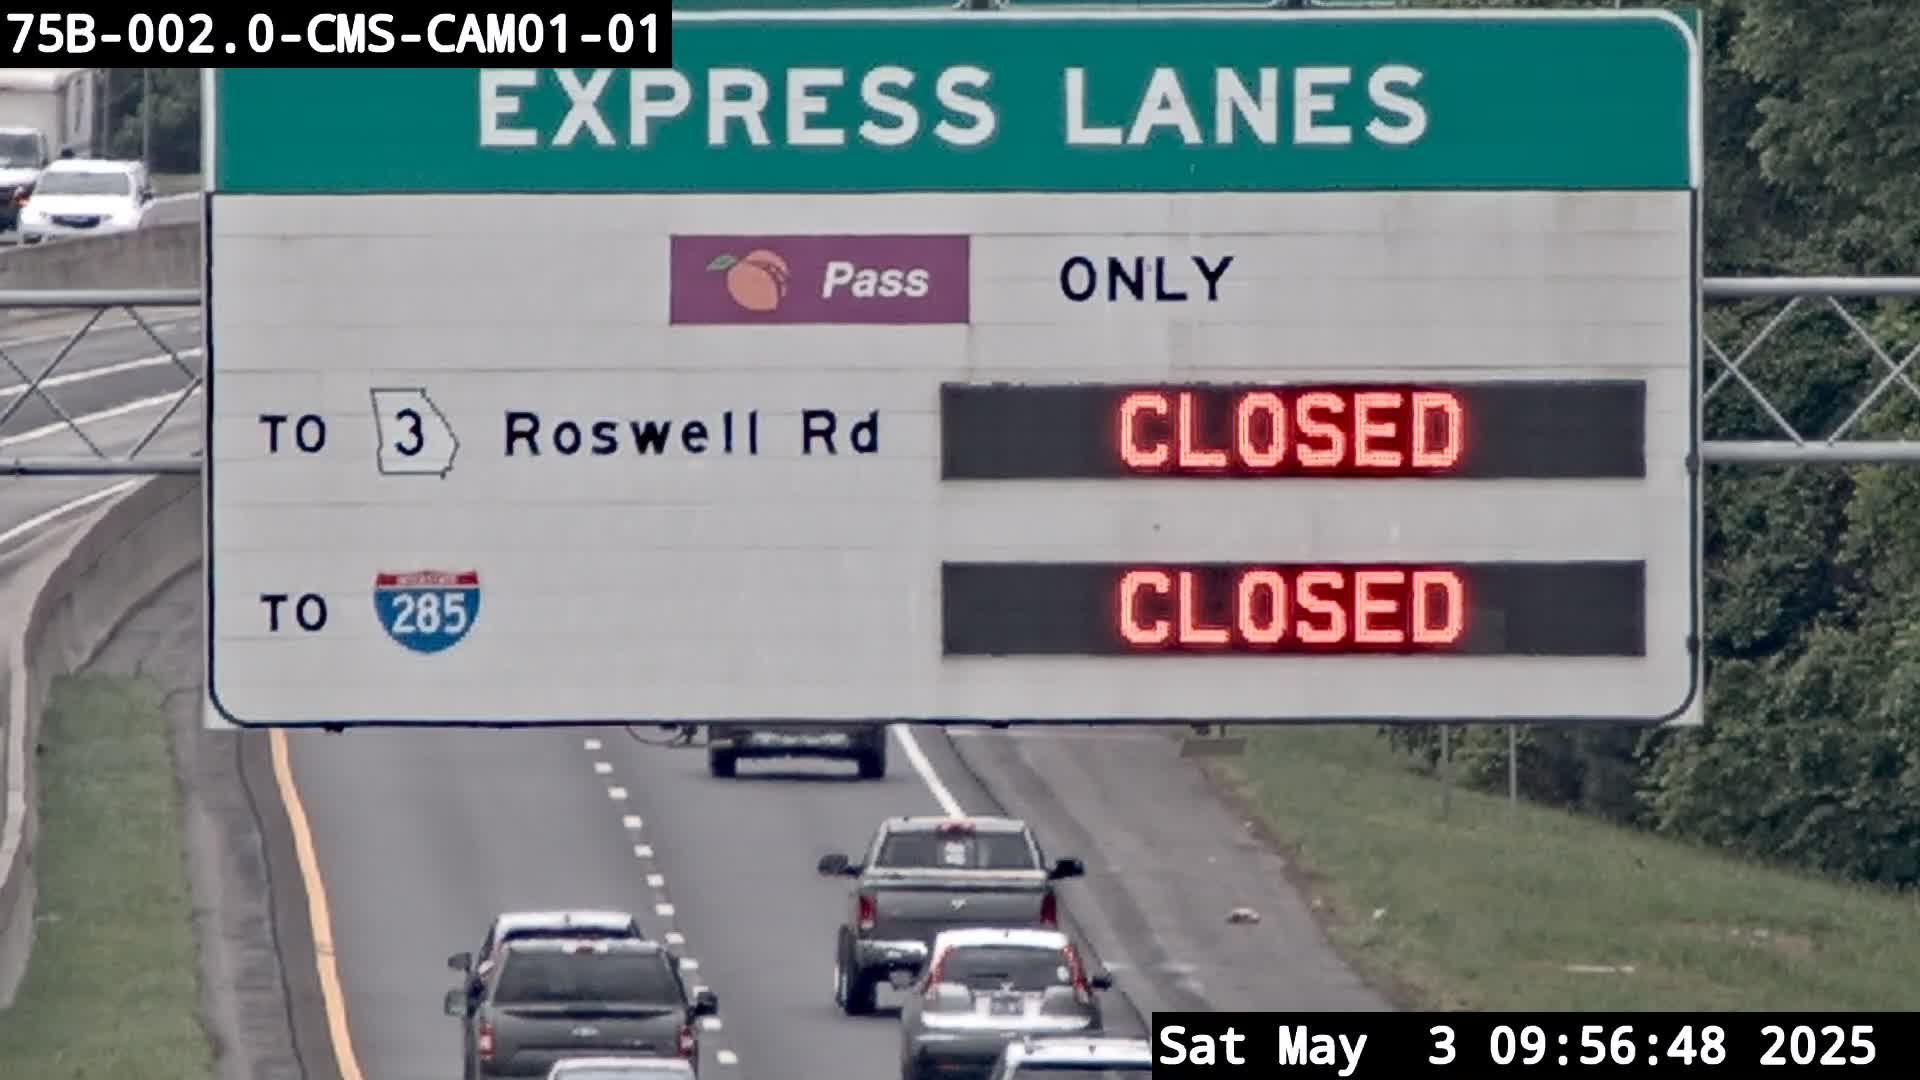 75B-002.0-CMS-CAM01-01
EXPRESS LANES
Pass ONLY
TO 3 Roswell Rd CLOSED
TO 285 CLOSED
Sat May 3 09:56:48 2025